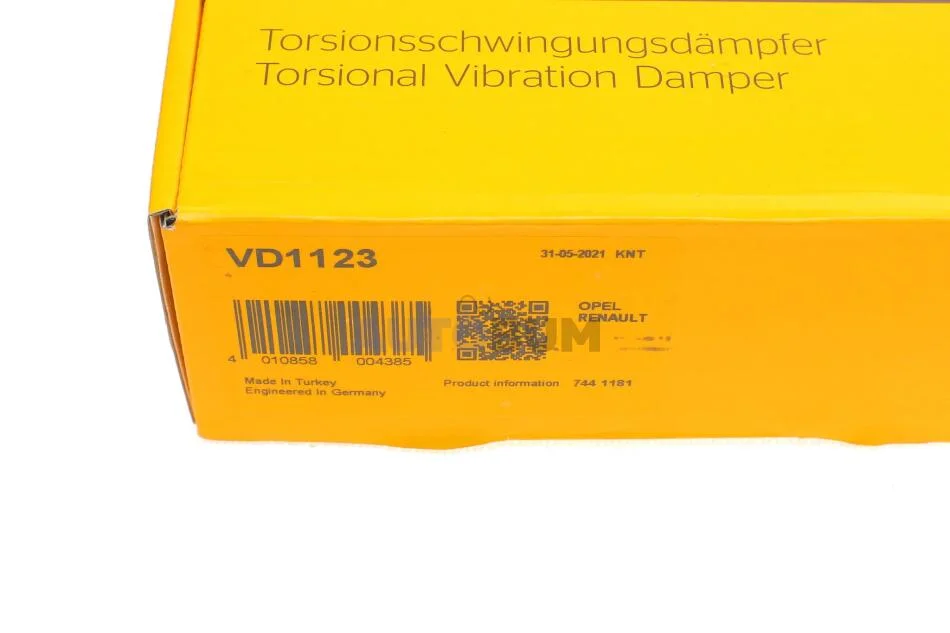 Torsionsschwingungsdämpfer
Torsional Vibration Damper
VD1123
31-05-2021 KNT
4
OPEL
RENAULT
4 010858 004385
Made In Turkey
Engineered in Germany
Product information 744 1181